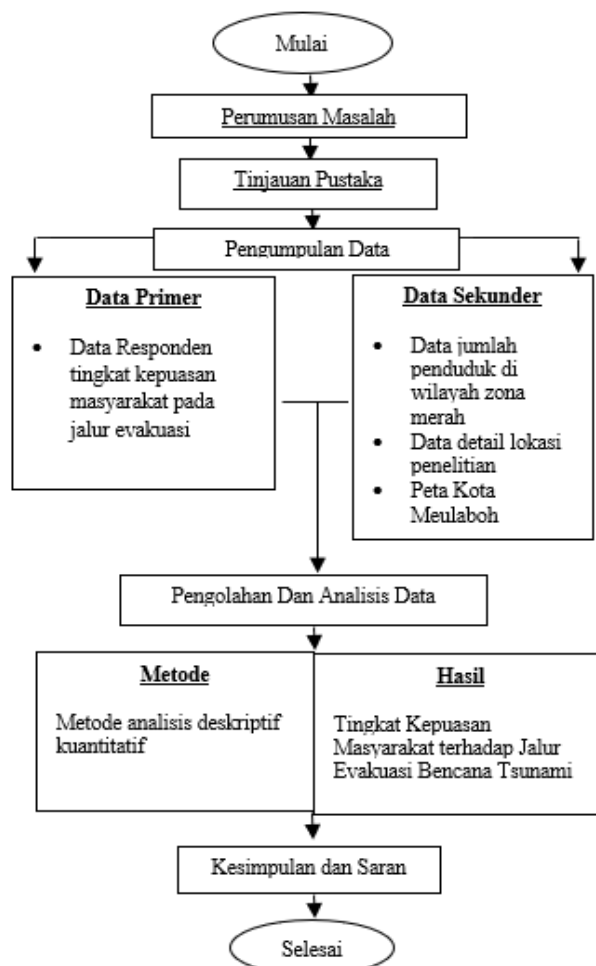 Mulai
Perumusan Masalah
Tinjauan Pustaka
Pengumpulan Data
Data Primer
• Data Responden
tingkat kepuasan
masyarakat pada
jalur evakuasi
Data Sekunder
• Data jumlah
penduduk di
wilayah zona
merah
• Data detail lokasi
penelitian
• Peta Kota
Meulaboh
Pengolahan Dan Analisis Data
Metode
Metode analisis deskriptif
kuantitatif
Hasil
Tingkat Kepuasan
Masyarakat terhadap Jalur
Evakuasi Bencana Tsunami
Kesimpulan dan Saran
Selesai